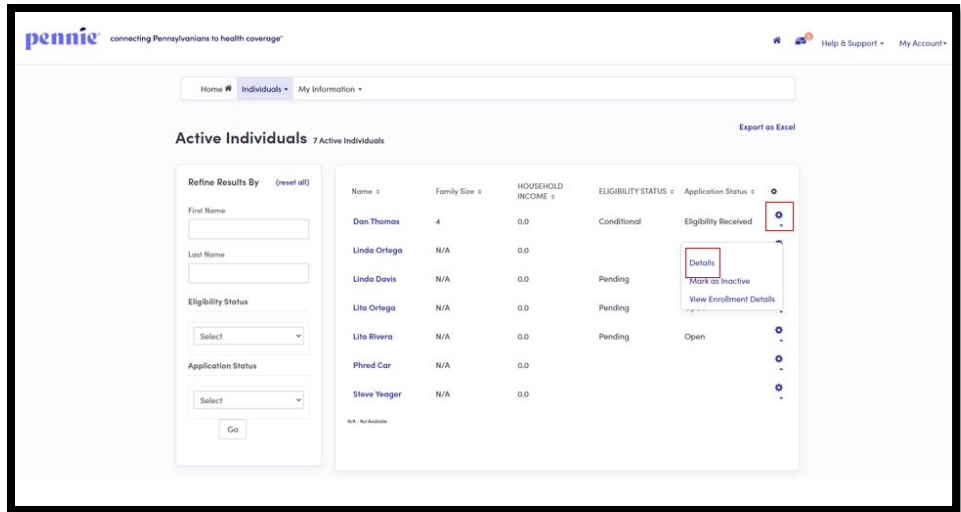 pennie connecting Pennsylvanians to health coverage
6 Help & Support My Account
Home Individuals My Information
Export as Excel
Active Individuals 7 Active Individuals
Refine Results By (reset all)
First Name
Last Name
Eligibility Status
Select
Application Status
Select
Go
Name Family Size HOUSEHOLD INCOME ELIGIBILITY STATUS Application Status
Dan Thomas 4 0.0 Conditional Eligibility Received
Linda Ortega N/A 0.0
Linda Davis N/A 0.0 Pending
Lita Ortega N/A 0.0 Pending
Lita Rivera N/A 0.0 Pending Open
Phred Car N/A 0.0
Steve Yeager N/A 0.0
N/A - Not Available
Details
Mark as Inactive
View Enrollment Details